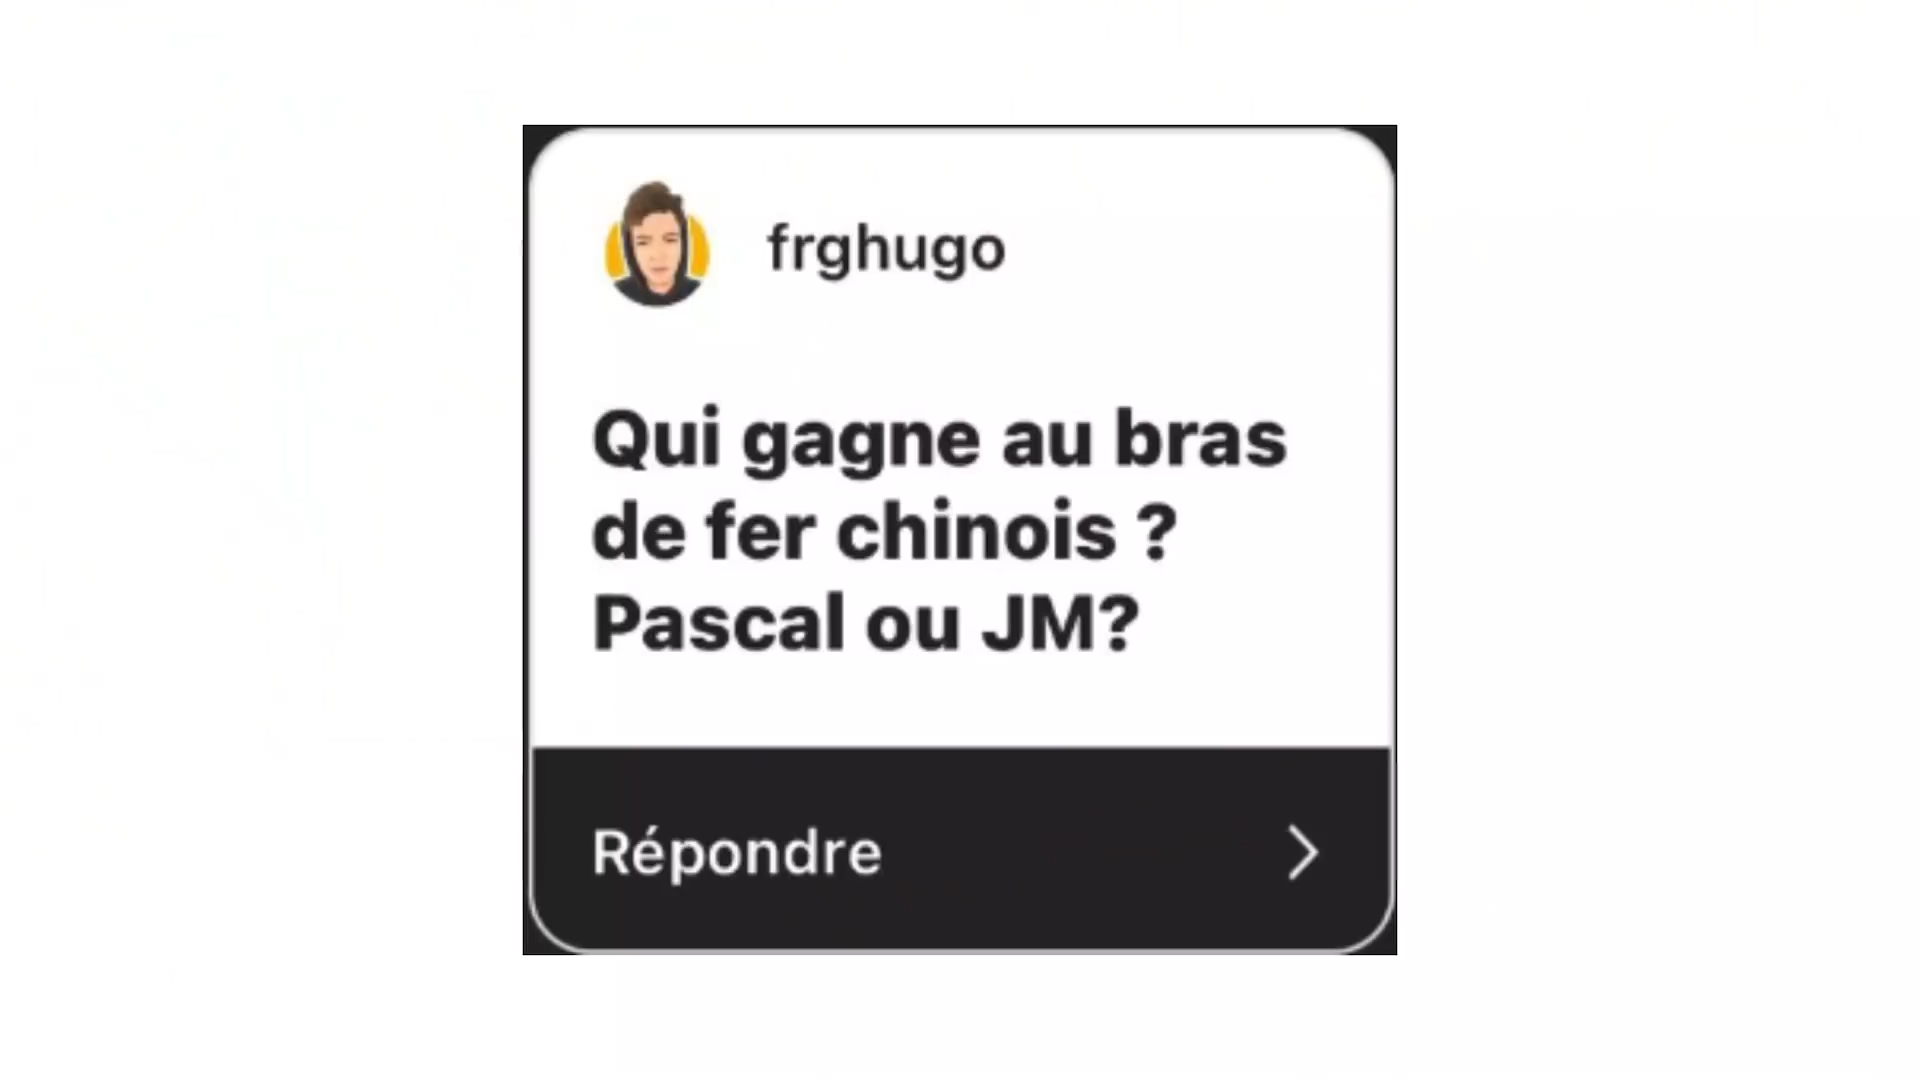 frghugo
Qui gagne au bras
de fer chinois ?
Pascal ou JM?
Répondre